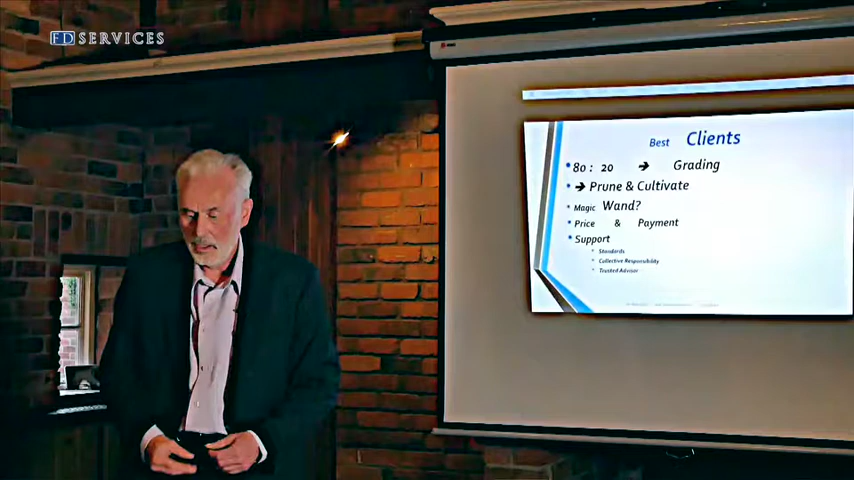 FD SERVICES
Best Clients
80 : 20 → Grading
→ Prune & Cultivate
Magic Wand?
Price & Payment
Support
Standards
Collective Responsibility
Trusted Advisor